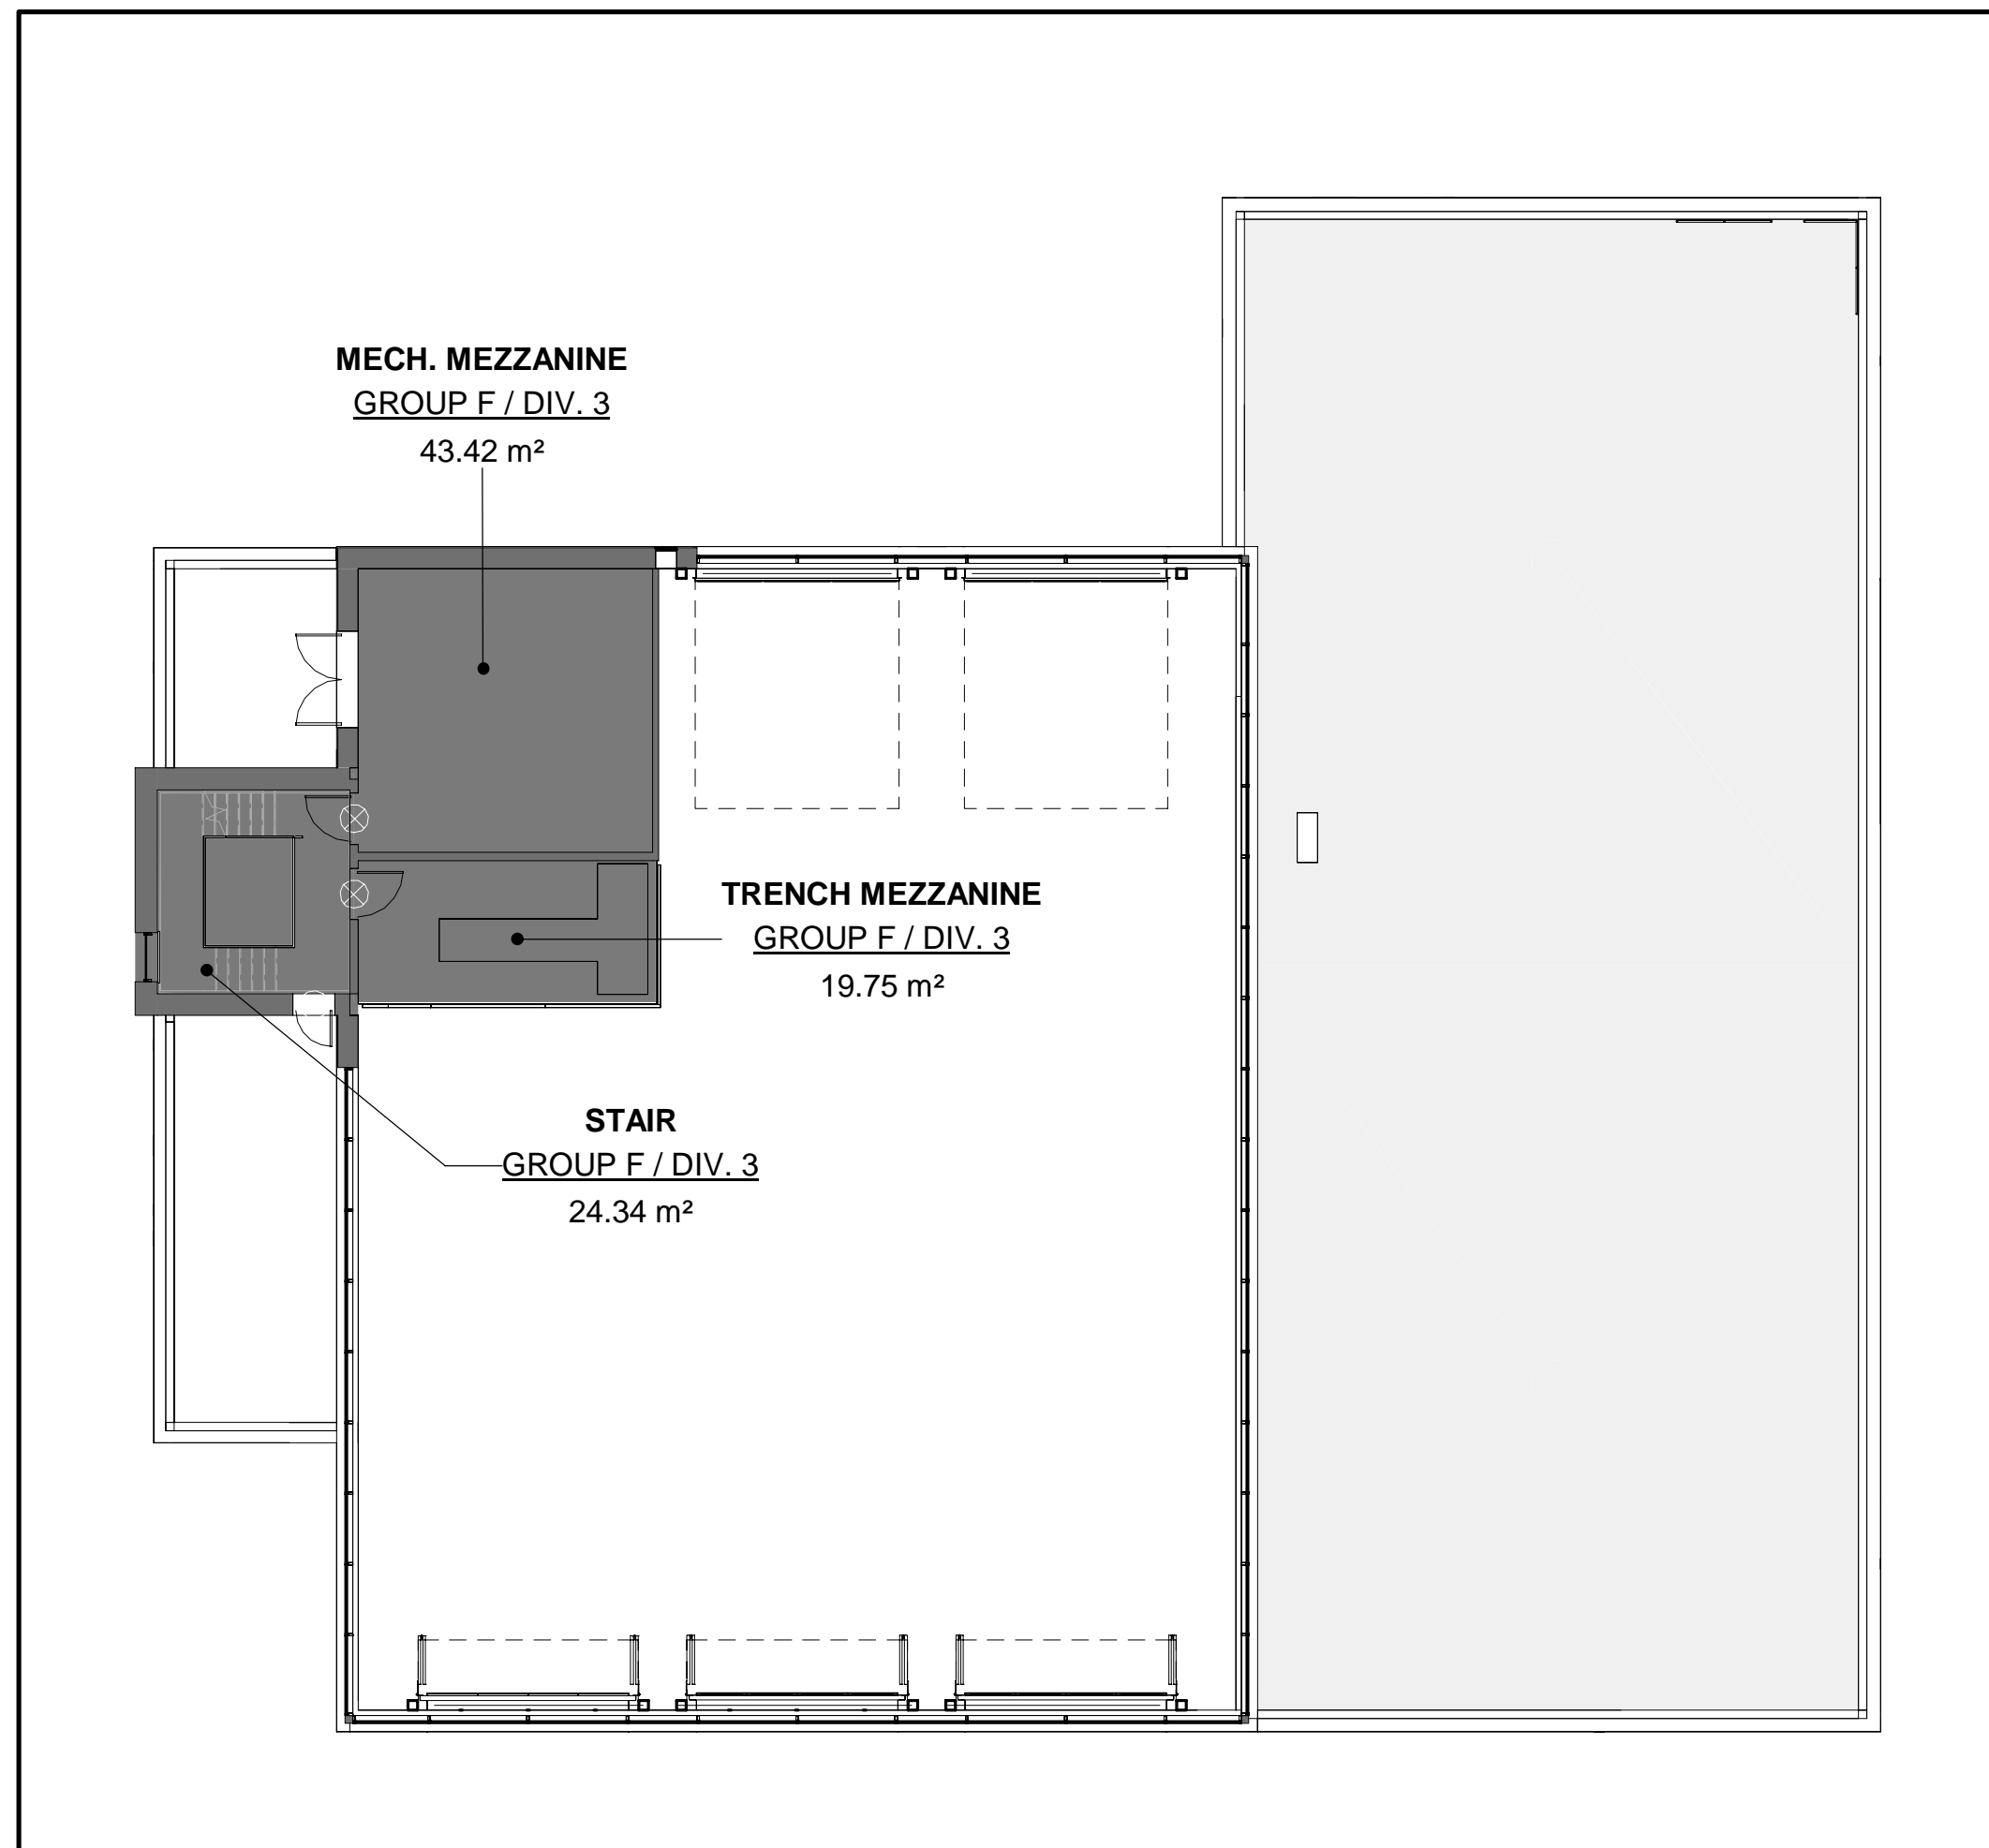 MECH. MEZZANINE
GROUP F / DIV. 3
43.42 m²
TRENCH MEZZANINE
GROUP F / DIV. 3
19.75 m²
STAIR
GROUP F / DIV. 3
24.34 m²